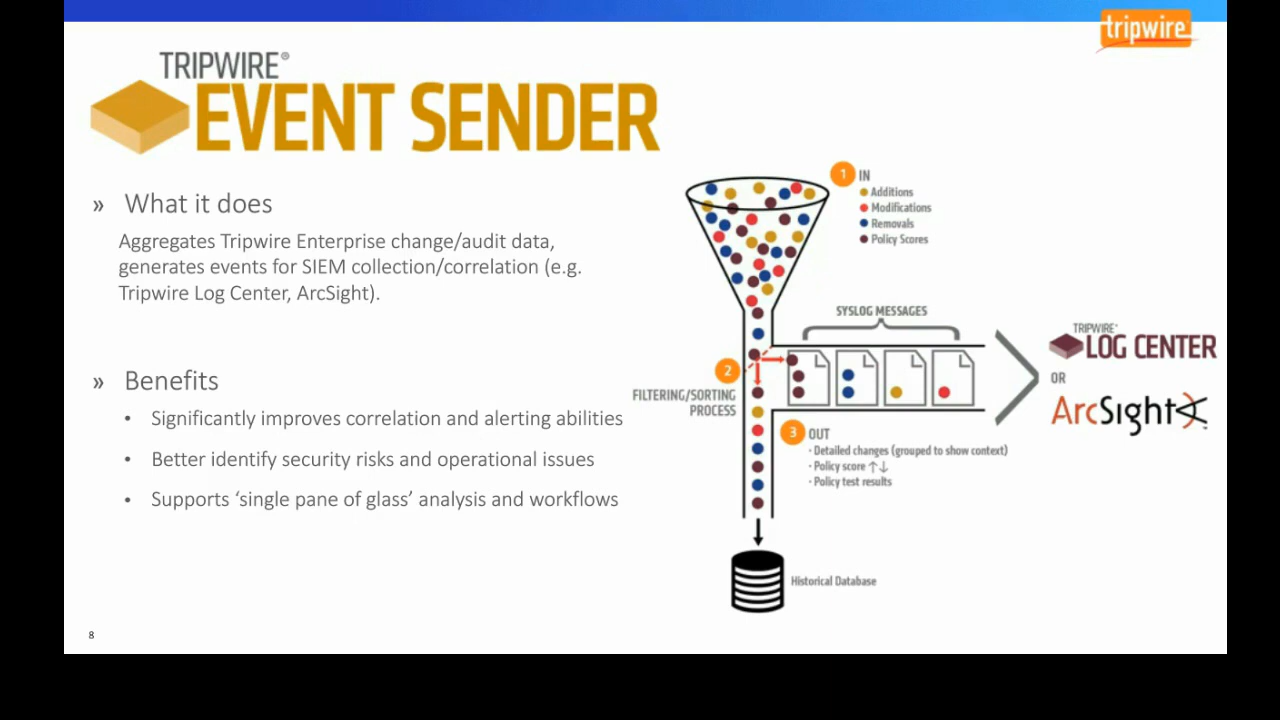 tripwire
TRIPWIRE®
EVENT SENDER
» What it does
Aggregates Tripwire Enterprise change/audit data,
generates events for SIEM collection/correlation (e.g.
Tripwire Log Center, ArcSight).
» Benefits
• Significantly improves correlation and alerting abilities
• Better identify security risks and operational issues
• Supports ‘single pane of glass’ analysis and workflows
1 IN
Additions
Modifications
Removals
Policy Scores
SYSLOG MESSAGES
2
FILTERING/SORTING
PROCESS
3 OUT
· Detailed changes (grouped to show context)
· Policy score ↑↓
· Policy test results
TRIPWIRE®
LOG CENTER
OR
ArcSight
Historical Database
8